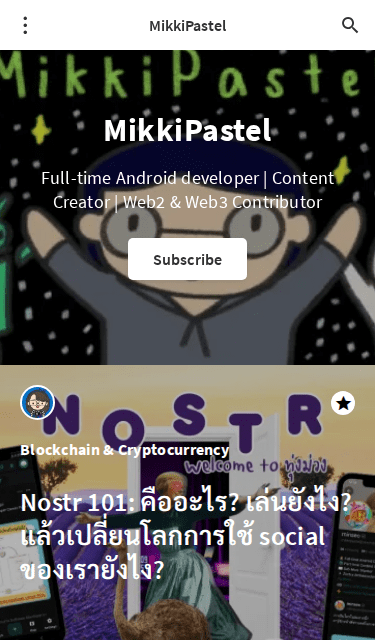 MikkiPastel
MikkiPaste
MikkiPastel
Full-time Android developer | Content
Creator | Web2 & Web3 Contributor
Subscribe
NOSTR
Blockchain & Cryptocurrency
welcome to ทุ่งม่วง
Nostr 101: คืออะไร? เล่นยังไง?
แล้วเปลี่ยนโลกการใช้ social
ของเรายังไง?